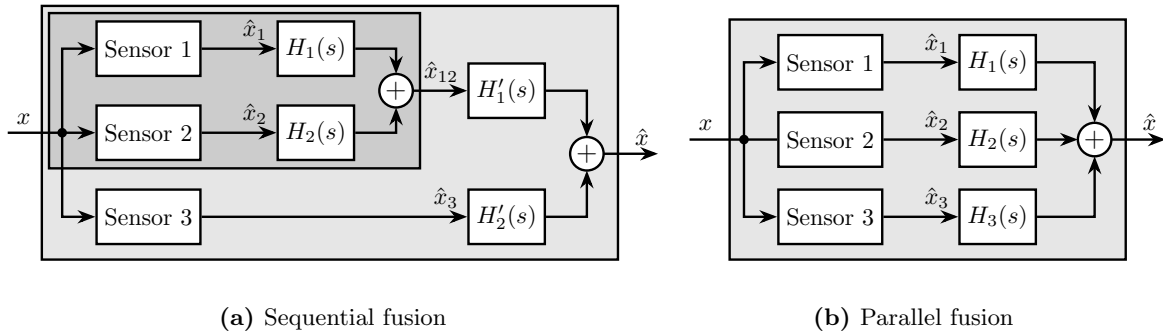 x
Sensor 1
x̂₁
H₁(s)
Sensor 2
x̂₂
H₂(s)
+
x̂₁₂
H′₁(s)
Sensor 3
x̂₃
H′₂(s)
+
x̂
(a) Sequential fusion
x
Sensor 1
x̂₁
H₁(s)
Sensor 2
x̂₂
H₂(s)
Sensor 3
x̂₃
H₃(s)
+
x̂
(b) Parallel fusion